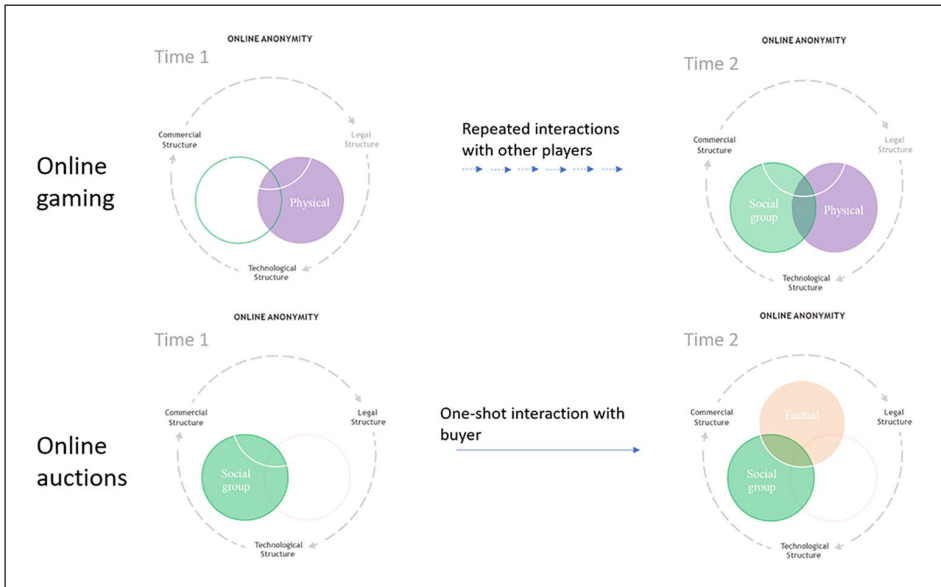 ONLINE ANONYMITY
Time 1
Commercial
Structure
Legal
Structure
Physical
Technological
Structure
Online
gaming
Repeated interactions
with other players
ONLINE ANONYMITY
Time 2
Commercial
Structure
Legal
Structure
Social
group
Physical
Technological
Structure
ONLINE ANONYMITY
Time 1
Commercial
Structure
Legal
Structure
Social
group
Technological
Structure
Online
auctions
One-shot interaction with
buyer
ONLINE ANONYMITY
Time 2
Factual
Commercial
Structure
Legal
Structure
Social
group
Technological
Structure